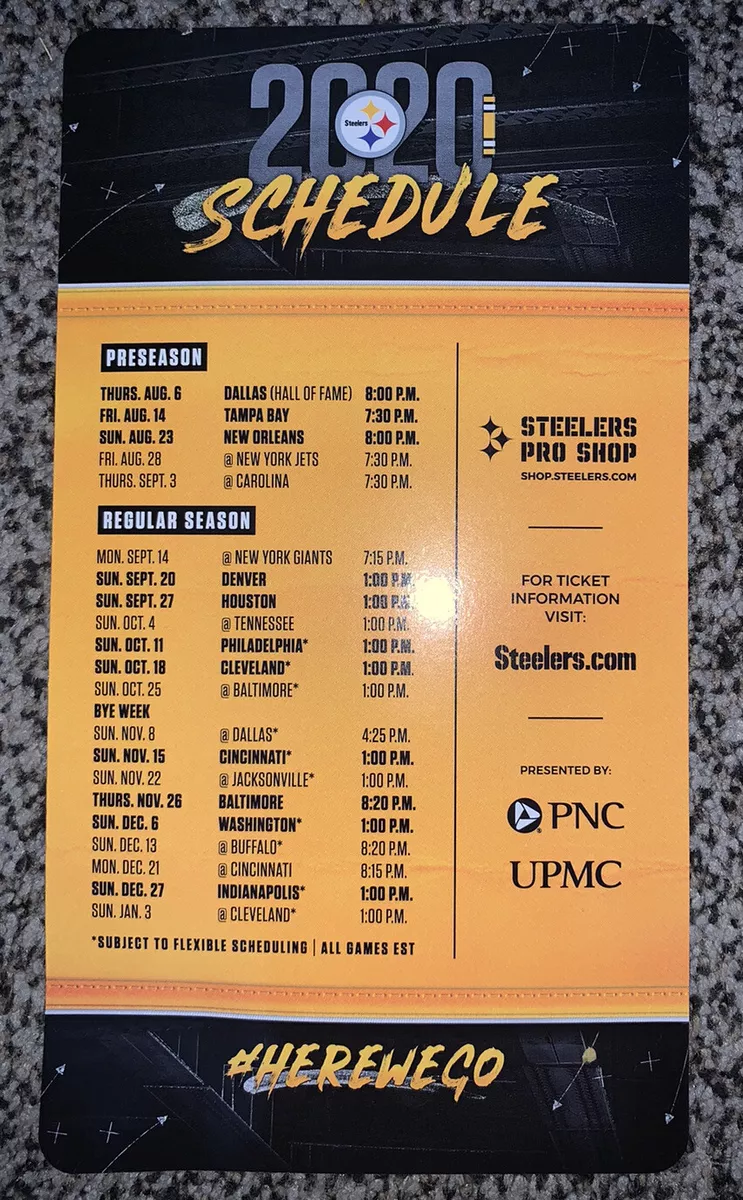 2020
Steelers
SCHEDULE
PRESEASON
THURS. AUG. 6 DALLAS (HALL OF FAME) 8:00 P.M.
FRI. AUG. 14 TAMPA BAY 7:30 P.M.
SUN. AUG. 23 NEW ORLEANS 8:00 P.M.
FRI. AUG. 28 @ NEW YORK JETS 7:30 P.M.
THURS. SEPT. 3 @ CAROLINA 7:30 P.M.
REGULAR SEASON
MON. SEPT. 14 @ NEW YORK GIANTS 7:15 P.M.
SUN. SEPT. 20 DENVER 1:00 P.M.
SUN. SEPT. 27 HOUSTON 1:00 P.M.
SUN. OCT. 4 @ TENNESSEE 1:00 P.M.
SUN. OCT. 11 PHILADELPHIA* 1:00 P.M.
SUN. OCT. 18 CLEVELAND* 1:00 P.M.
SUN. OCT. 25 @ BALTIMORE* 1:00 P.M.
BYE WEEK
SUN. NOV. 8 @ DALLAS* 4:25 P.M.
SUN. NOV. 15 CINCINNATI* 1:00 P.M.
SUN. NOV. 22 @ JACKSONVILLE* 1:00 P.M.
THURS. NOV. 26 BALTIMORE 8:20 P.M.
SUN. DEC. 6 WASHINGTON* 1:00 P.M.
SUN. DEC. 13 @ BUFFALO* 8:20 P.M.
MON. DEC. 21 @ CINCINNATI 8:15 P.M.
SUN. DEC. 27 INDIANAPOLIS* 1:00 P.M.
SUN. JAN. 3 @ CLEVELAND* 1:00 P.M.
*SUBJECT TO FLEXIBLE SCHEDULING | ALL GAMES EST
STEELERS
PRO SHOP
SHOP.STEELERS.COM
FOR TICKET
INFORMATION
VISIT:
Steelers.com
PRESENTED BY:
PNC
UPMC
#HEREWEGO